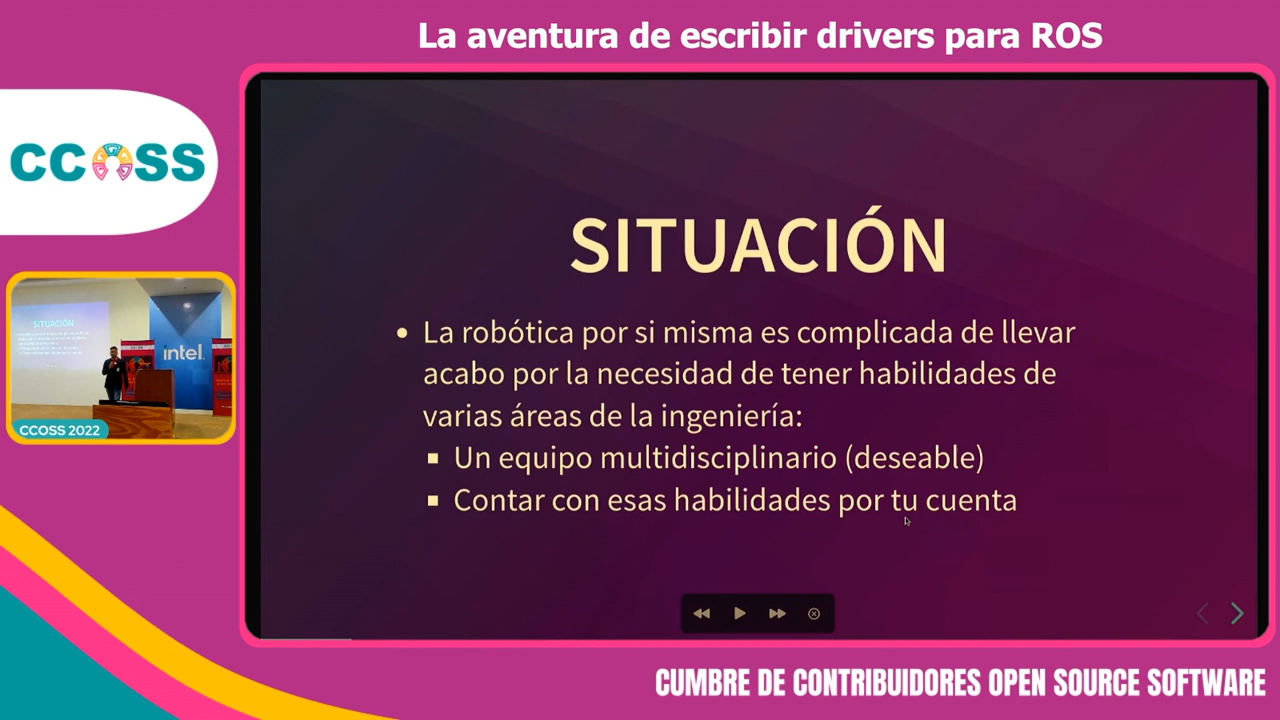 La aventura de escribir drivers para ROS
CCOSS
SITUACIÓN
La robótica por si misma es complicada de llevar
acabo por la necesidad de tener habilidades de
varias áreas de la ingeniería:
Un equipo multidisciplinario (deseable)
Contar con esas habilidades por tu cuenta
SITUACIÓN
intel.
CCOSS 2022
CUMBRE DE CONTRIBUIDORES OPEN SOURCE SOFTWARE